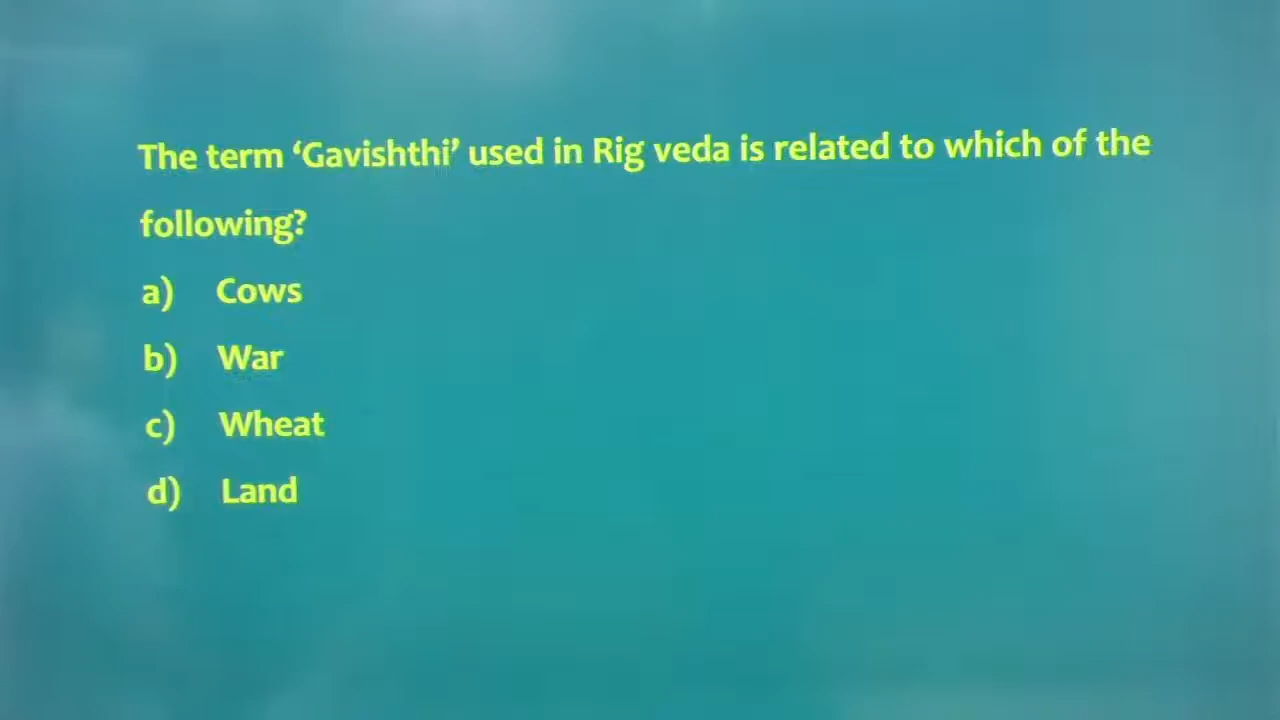 The term ‘Gavishthi’ used in Rig veda is related to which of the
following?
a) Cows
b) War
c) Wheat
d) Land